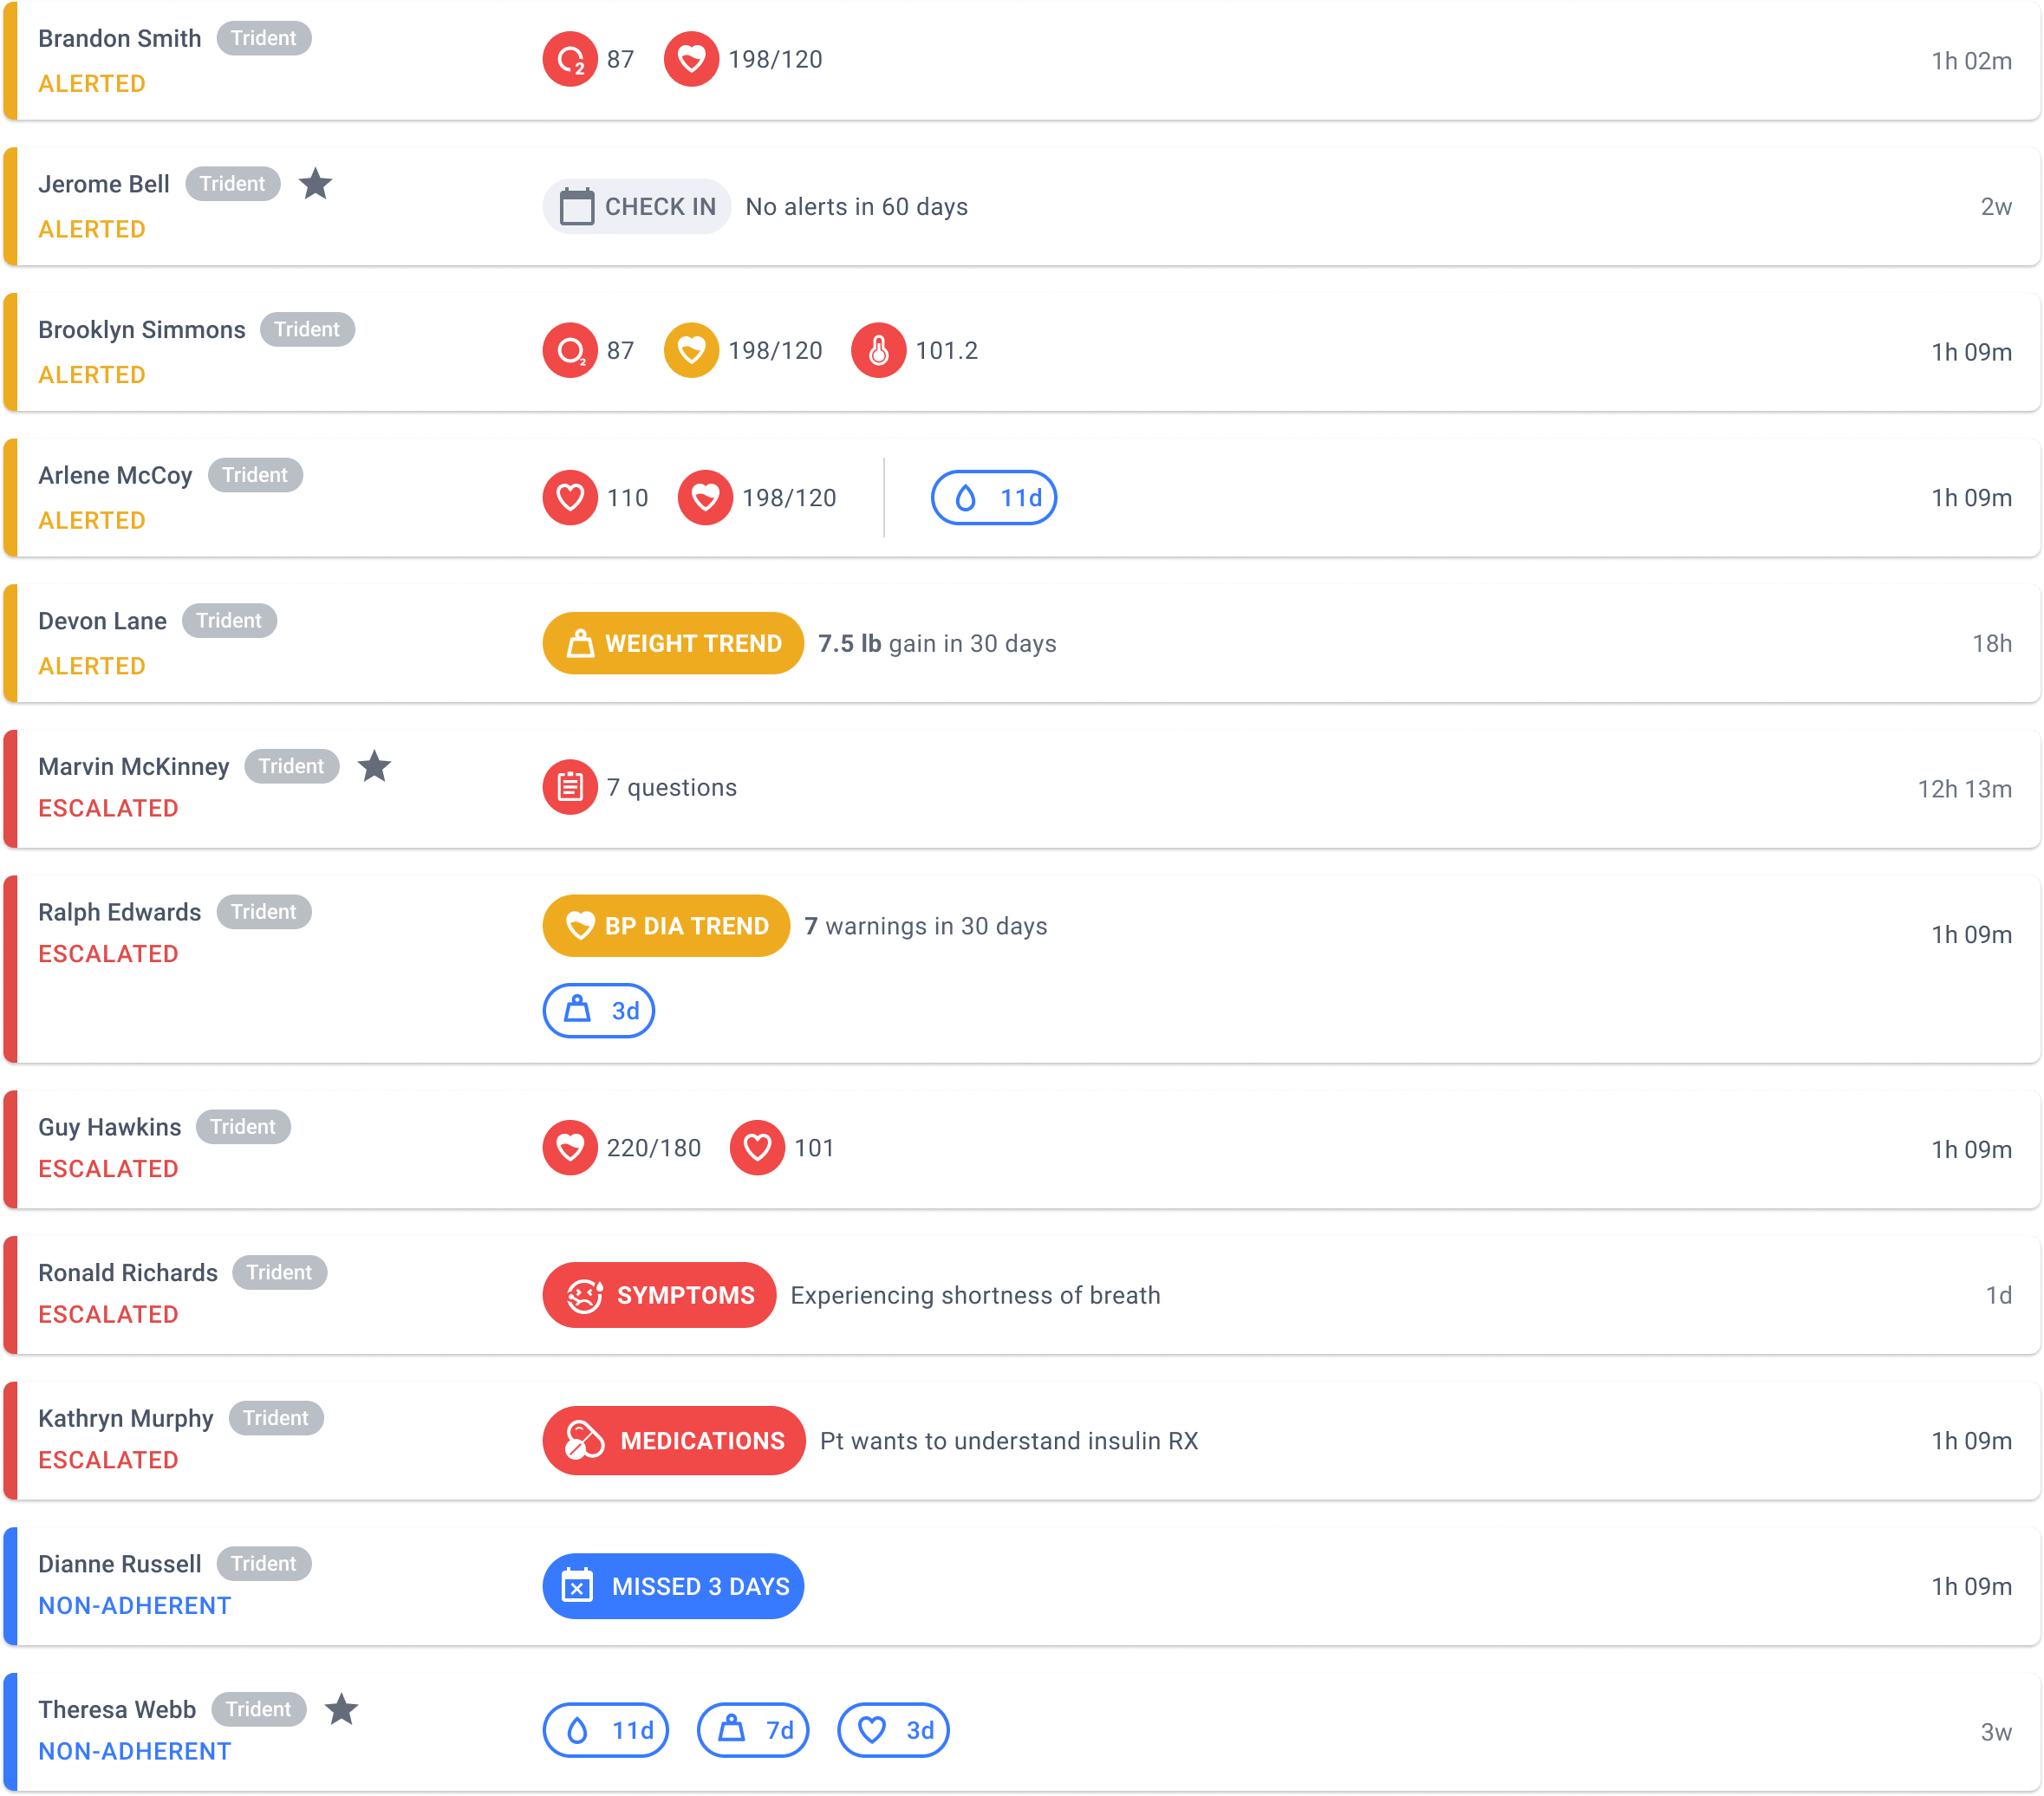 Brandon Smith Trident
ALERTED
O2 87 198/120
1h 02m
Jerome Bell Trident
ALERTED
CHECK IN No alerts in 60 days
2w
Brooklyn Simmons Trident
ALERTED
O2 87 198/120 101.2
1h 09m
Arlene McCoy Trident
ALERTED
110 198/120 11d
1h 09m
Devon Lane Trident
ALERTED
WEIGHT TREND 7.5 lb gain in 30 days
18h
Marvin McKinney Trident
ESCALATED
7 questions
12h 13m
Ralph Edwards Trident
ESCALATED
BP DIA TREND 7 warnings in 30 days
3d
1h 09m
Guy Hawkins Trident
ESCALATED
220/180 101
1h 09m
Ronald Richards Trident
ESCALATED
SYMPTOMS Experiencing shortness of breath
1d
Kathryn Murphy Trident
ESCALATED
MEDICATIONS Pt wants to understand insulin RX
1h 09m
Dianne Russell Trident
NON-ADHERENT
MISSED 3 DAYS
1h 09m
Theresa Webb Trident
NON-ADHERENT
11d 7d 3d
3w